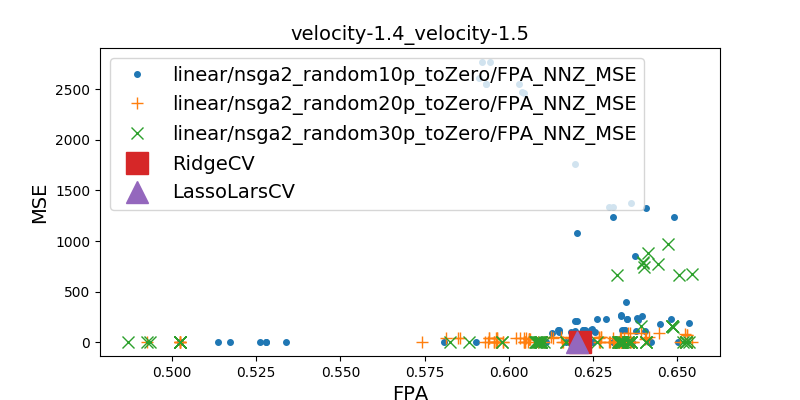 velocity-1.4_velocity-1.5
linear/nsga2_random10p_toZero/FPA_NNZ_MSE
linear/nsga2_random20p_toZero/FPA_NNZ_MSE
linear/nsga2_random30p_toZero/FPA_NNZ_MSE
RidgeCV
LassoLarsCV
MSE
2500
2000
1500
1000
500
0
0.500 0.525 0.550 0.575 0.600 0.625 0.650
FPA